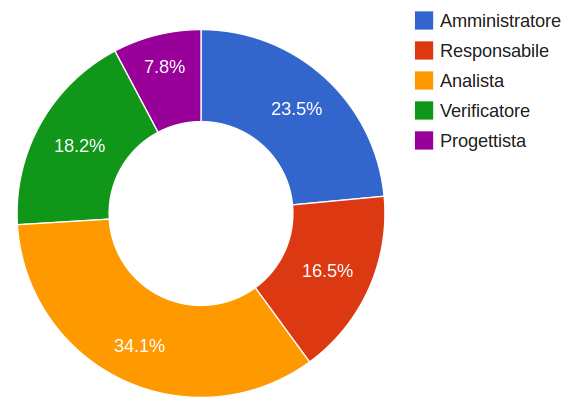 Amministratore
Responsabile
Analista
Verificatore
Progettista
7.8%
23.5%
18.2%
16.5%
34.1%